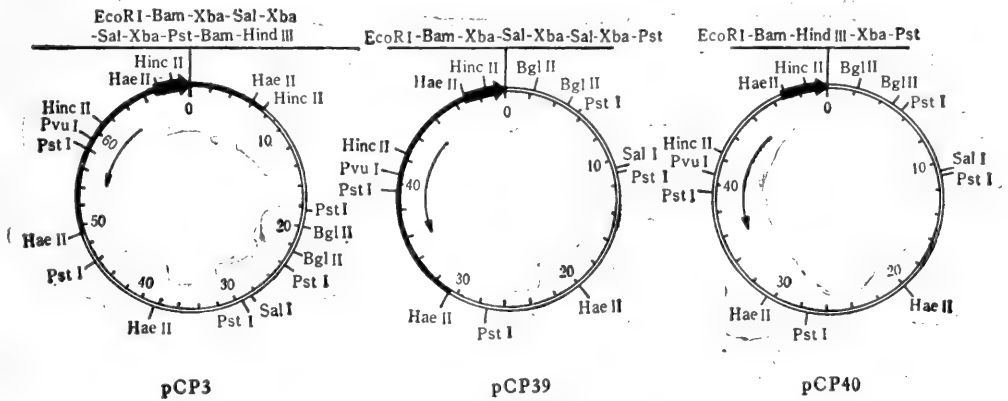 EcoRI-Bam-Xba-Sal-Xba
-Sal-Xba-Pst-Bam-Hind III
Hinc II
Hae II
0
Hae II
Hinc II
Hinc II
Pvu I
Pst I
60
10
50
Hae II
Pst I
40
Hae II
30
Pst I
Sal I
20
Pst I
Bgl II
Bgl II
Pst I
pCP3
EcoRI-Bam-Xba-Sal-Xba-Sal-Xba-Pst
Hinc II
Hae II
0
Bgl II
Bgl II
Pst I
Hinc II
Pvu I
Pst I
40
10
Sal I
Pst I
30
20
Hae II
Pst I
Hae II
pCP39
EcoRI-Bam-Hind III-Xba-Pst
Hinc II
Hae II
0
Bgl II
Bgl II
Pst I
Hinc II
Pvu I
Pst I
40
10
Sal I
Pst I
30
20
Hae II
Pst I
Hae II
pCP40